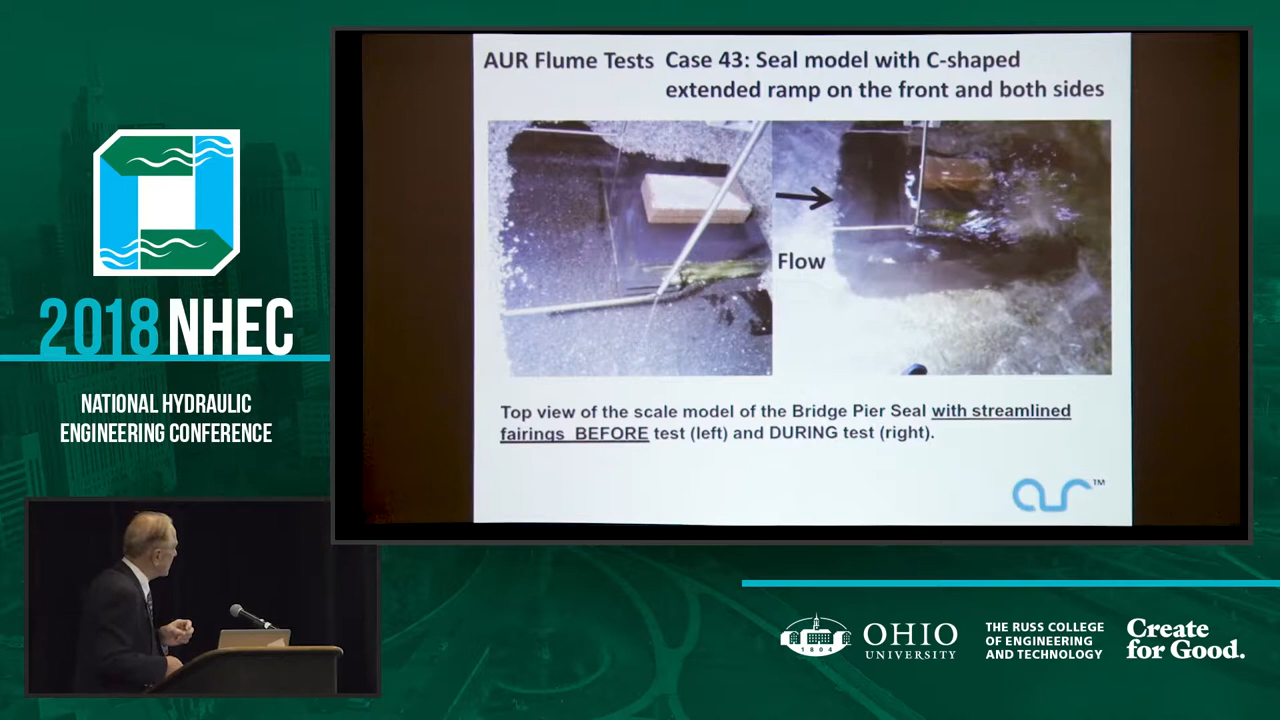 2018 NHEC
NATIONAL HYDRAULIC
ENGINEERING CONFERENCE
AUR Flume Tests Case 43: Seal model with C-shaped
extended ramp on the front and both sides
Flow
Top view of the scale model of the Bridge Pier Seal with streamlined
fairings BEFORE test (left) and DURING test (right).
aur™
1804
OHIO
UNIVERSITY
THE RUSS COLLEGE
OF ENGINEERING
AND TECHNOLOGY
Create
for Good.